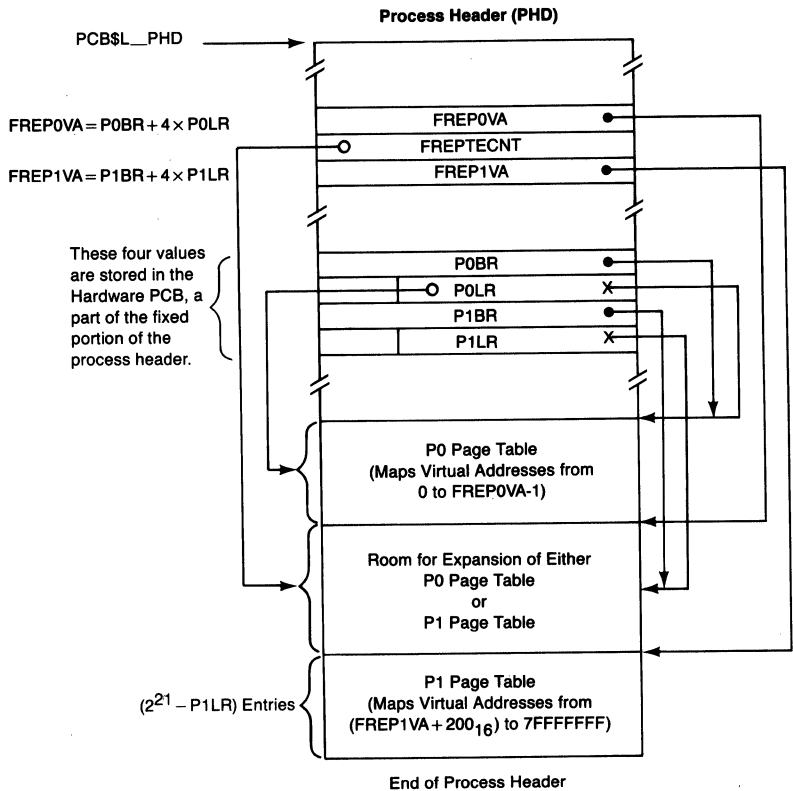 Process Header (PHD)
PCB$L__PHD
FREP0VA=P0BR+4×P0LR
FREP0VA
FREPTECNT
FREP1VA=P1BR+4×P1LR
FREP1VA
These four values
are stored in the
Hardware PCB, a
part of the fixed
portion of the
process header.
P0BR
P0LR
X
P1BR
P1LR
X
P0 Page Table
(Maps Virtual Addresses from
0 to FREP0VA-1)
Room for Expansion of Either
P0 Page Table
or
P1 Page Table
(2²¹ – P1LR) Entries
P1 Page Table
(Maps Virtual Addresses from
(FREP1VA+200₁₆) to 7FFFFFFF)
End of Process Header